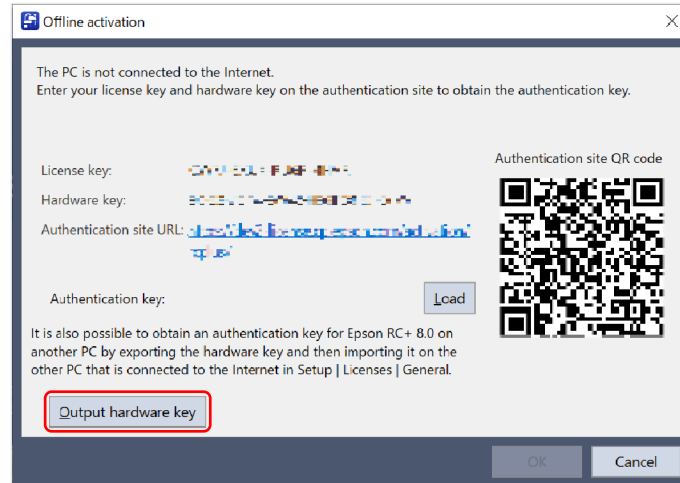 Offline activation
The PC is not connected to the Internet.
Enter your license key and hardware key on the authentication site to obtain the authentication key.
Authentication site QR code
License key:
Hardware key:
Authentication site URL:
Authentication key:
Load
It is also possible to obtain an authentication key for Epson RC+ 8.0 on
another PC by exporting the hardware key and then importing it on the
other PC that is connected to the Internet in Setup | Licenses | General.
Output hardware key
OK
Cancel